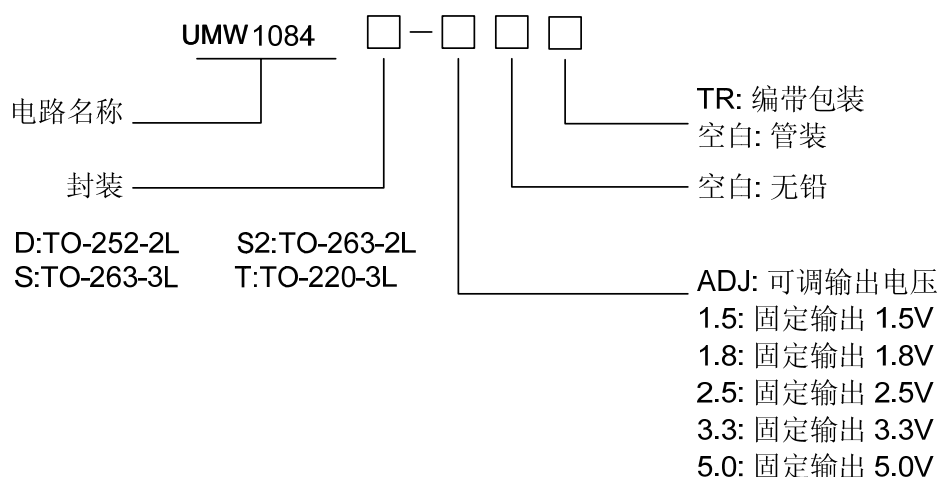 UMW 1084
电路名称
封装
D:TO-252-2L S2:TO-263-2L
S:TO-263-3L T:TO-220-3L
TR: 编带包装
空白: 管装
空白: 无铅
ADJ: 可调输出电压
1.5: 固定输出 1.5V
1.8: 固定输出 1.8V
2.5: 固定输出 2.5V
3.3: 固定输出 3.3V
5.0: 固定输出 5.0V